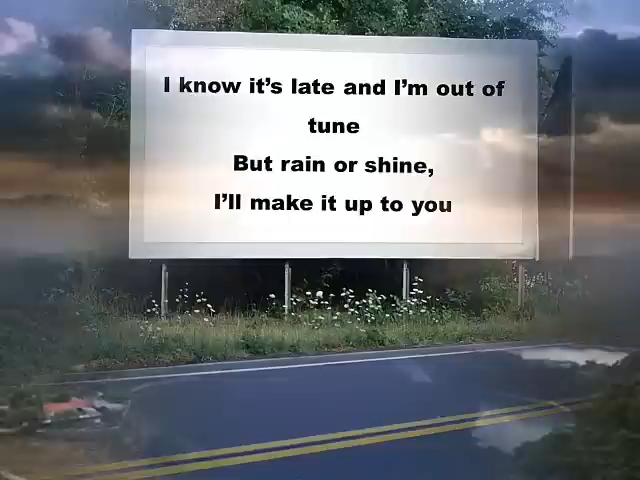 I know it’s late and I’m out of
tune
But rain or shine,
I’ll make it up to you